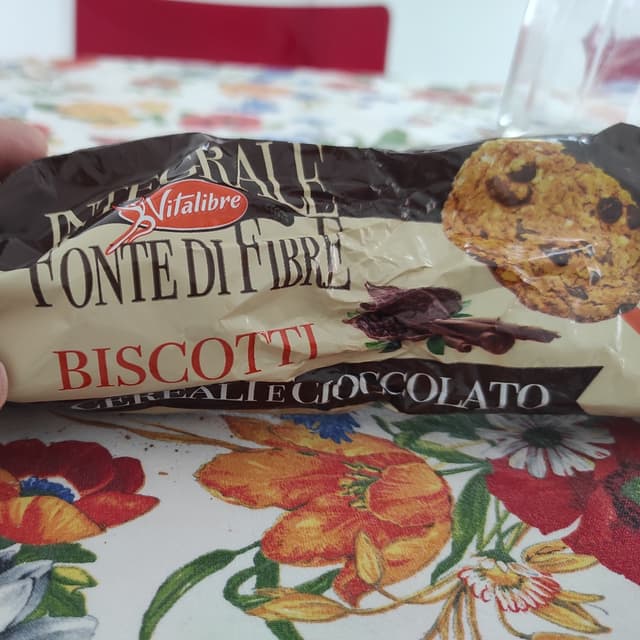 INTEGRALE
Vitalibre
FONTE DI FIBRE
BISCOTTI
CEREALI E CIOCCOLATO